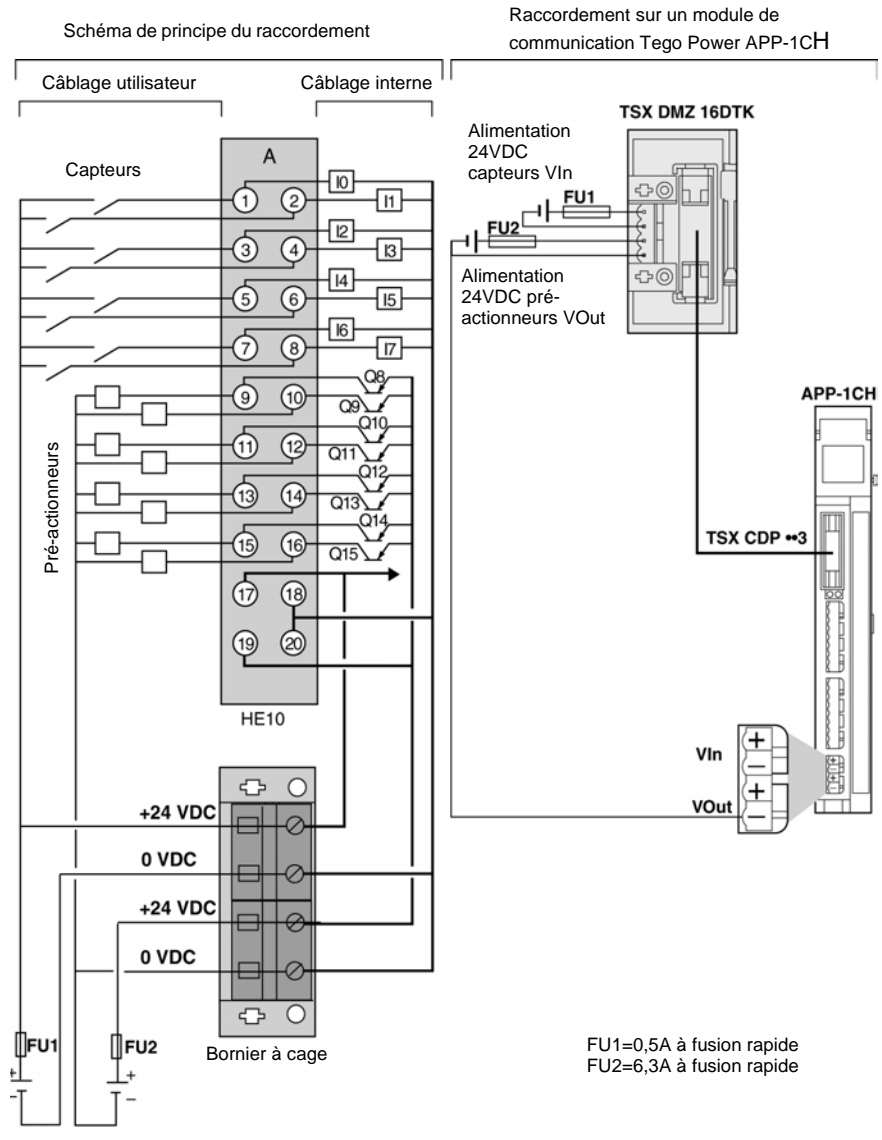 Schéma de principe du raccordement
Raccordement sur un module de
communication Tego Power APP-1CH
Câblage utilisateur
Câblage interne
TSX DMZ 16DTK
Alimentation
24VDC
capteurs VIn
Capteurs
A
I0
1
2
I1
FU1
I2
FU2
3
4
I3
I4
Alimentation
24VDC pré-
actionneurs VOut
5
6
I5
I6
7
8
I7
Q8
9
10
Q9
APP-1CH
Q10
11
12
Q11
Q12
13
14
Q13
Q14
15
16
Q15
Pré-actionneurs
TSX CDP ••3
17
18
19
20
HE10
+
VIn
−
+
VOut
−
+
−
+
−
+24 VDC
0 VDC
+24 VDC
0 VDC
FU1
FU2
Bornier à cage
FU1=0,5A à fusion rapide
FU2=6,3A à fusion rapide
+
−
+
−